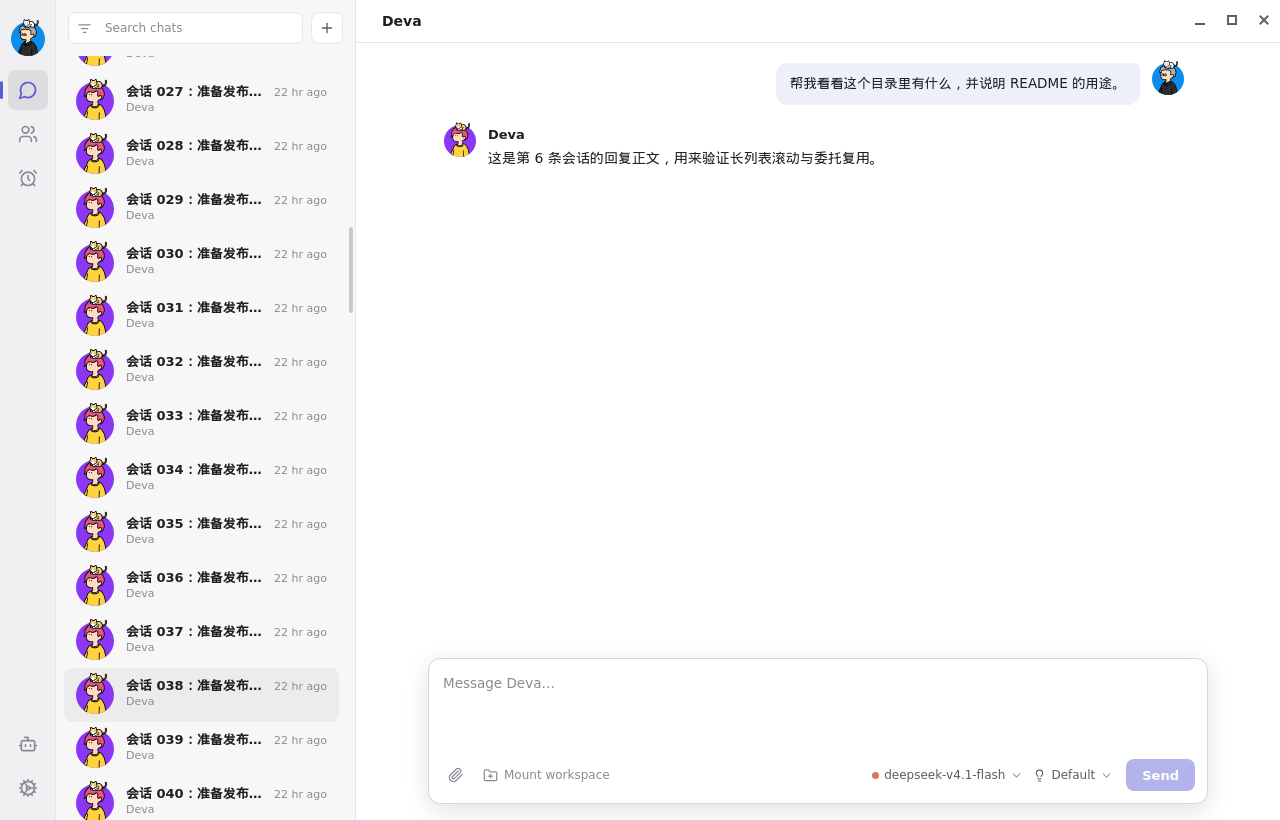 Search chats
会话 027：准备发布... 22 hr ago
Deva
会话 028：准备发布... 22 hr ago
Deva
会话 029：准备发布... 22 hr ago
Deva
会话 030：准备发布... 22 hr ago
Deva
会话 031：准备发布... 22 hr ago
Deva
会话 032：准备发布... 22 hr ago
Deva
会话 033：准备发布... 22 hr ago
Deva
会话 034：准备发布... 22 hr ago
Deva
会话 035：准备发布... 22 hr ago
Deva
会话 036：准备发布... 22 hr ago
Deva
会话 037：准备发布... 22 hr ago
Deva
会话 038：准备发布... 22 hr ago
Deva
会话 039：准备发布... 22 hr ago
Deva
会话 040：准备发布... 22 hr ago
Deva
Deva
帮我看看这个目录里有什么，并说明 README 的用途。
Deva
这是第 6 条会话的回复正文，用来验证长列表滚动与委托复用。
Message Deva...
Mount workspace
deepseek-v4.1-flash
Default
Send